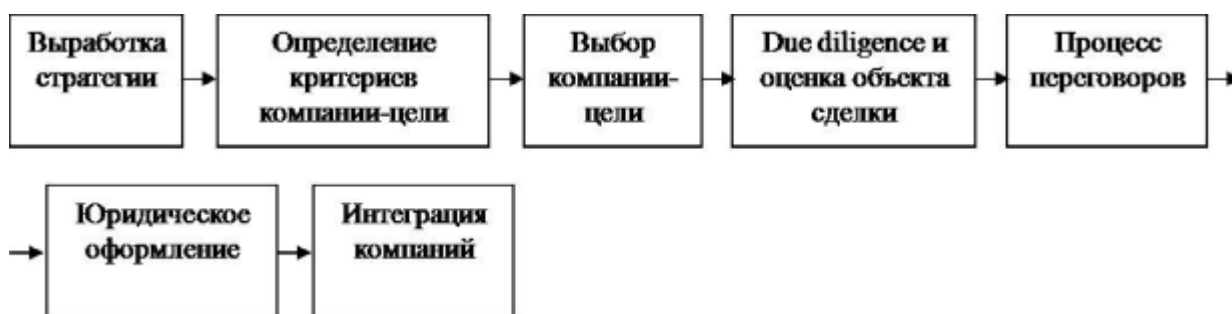 Выработка
стратегии
Определение
критериев
компании-цели
Выбор
компании-
цели
Due diligence и
оценка объекта
сделки
Процесс
переговоров
Юридическое
оформление
Интеграция
компаний